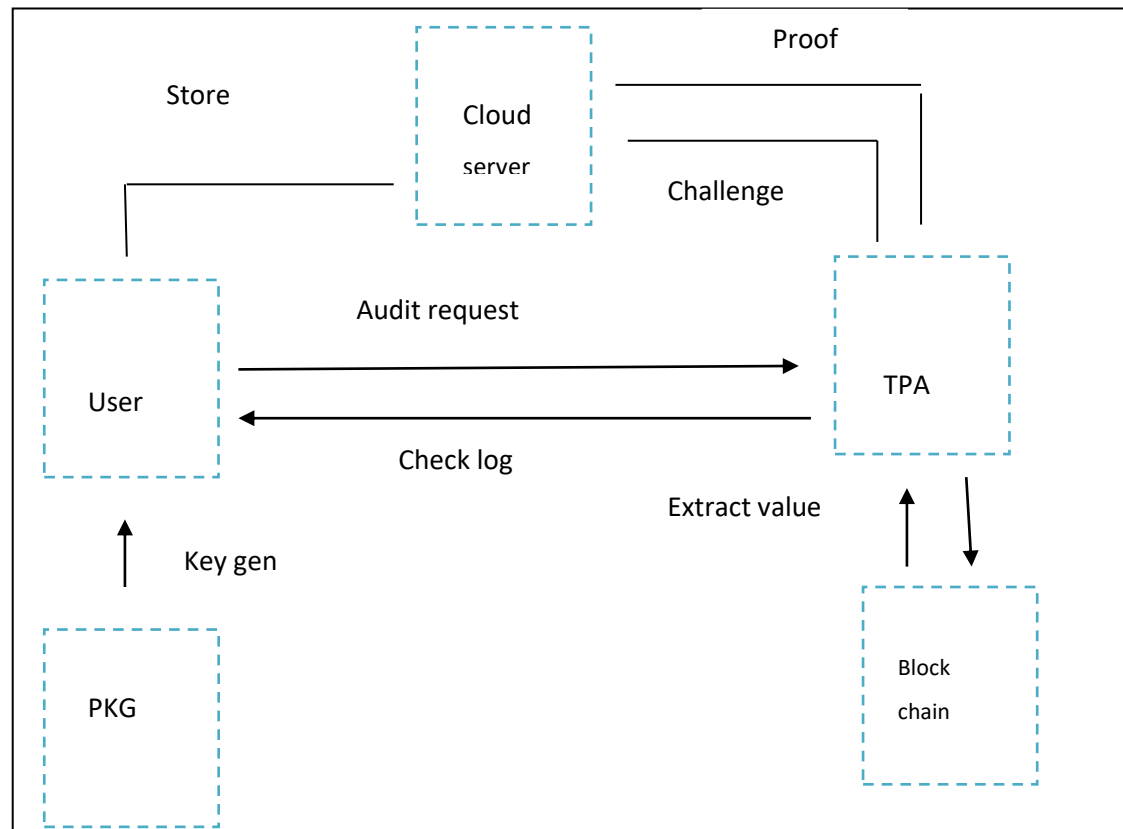 Proof
Store
Cloud
server
Challenge
Audit request
User
TPA
Check log
Extract value
Key gen
PKG
Block
chain